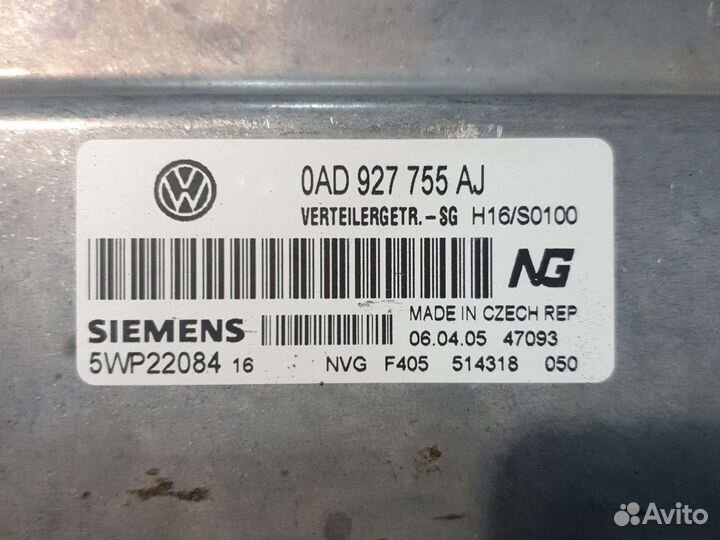 0AD 927 755 AJ
VERTEILERGETR.-SG H16/S0100
NG
SIEMENS
MADE IN CZECH REP
06.04.05 47093
5WP22084 16 NVG F405 514318 050
Avito